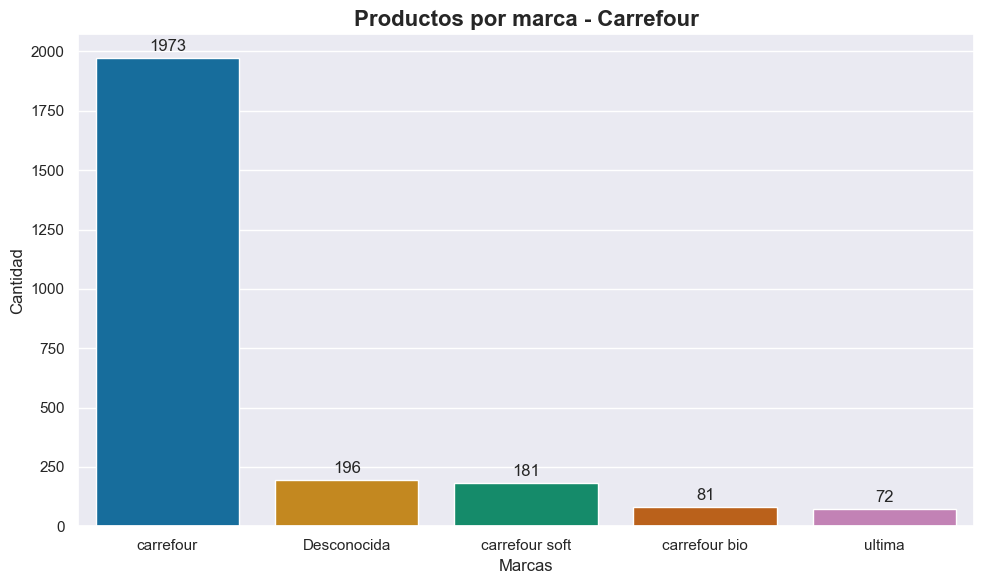 Productos por marca - Carrefour
Cantidad
2000
1750
1500
1250
1000
750
500
250
0
1973
196
181
81
72
carrefour
Desconocida
carrefour soft
carrefour bio
ultima
Marcas